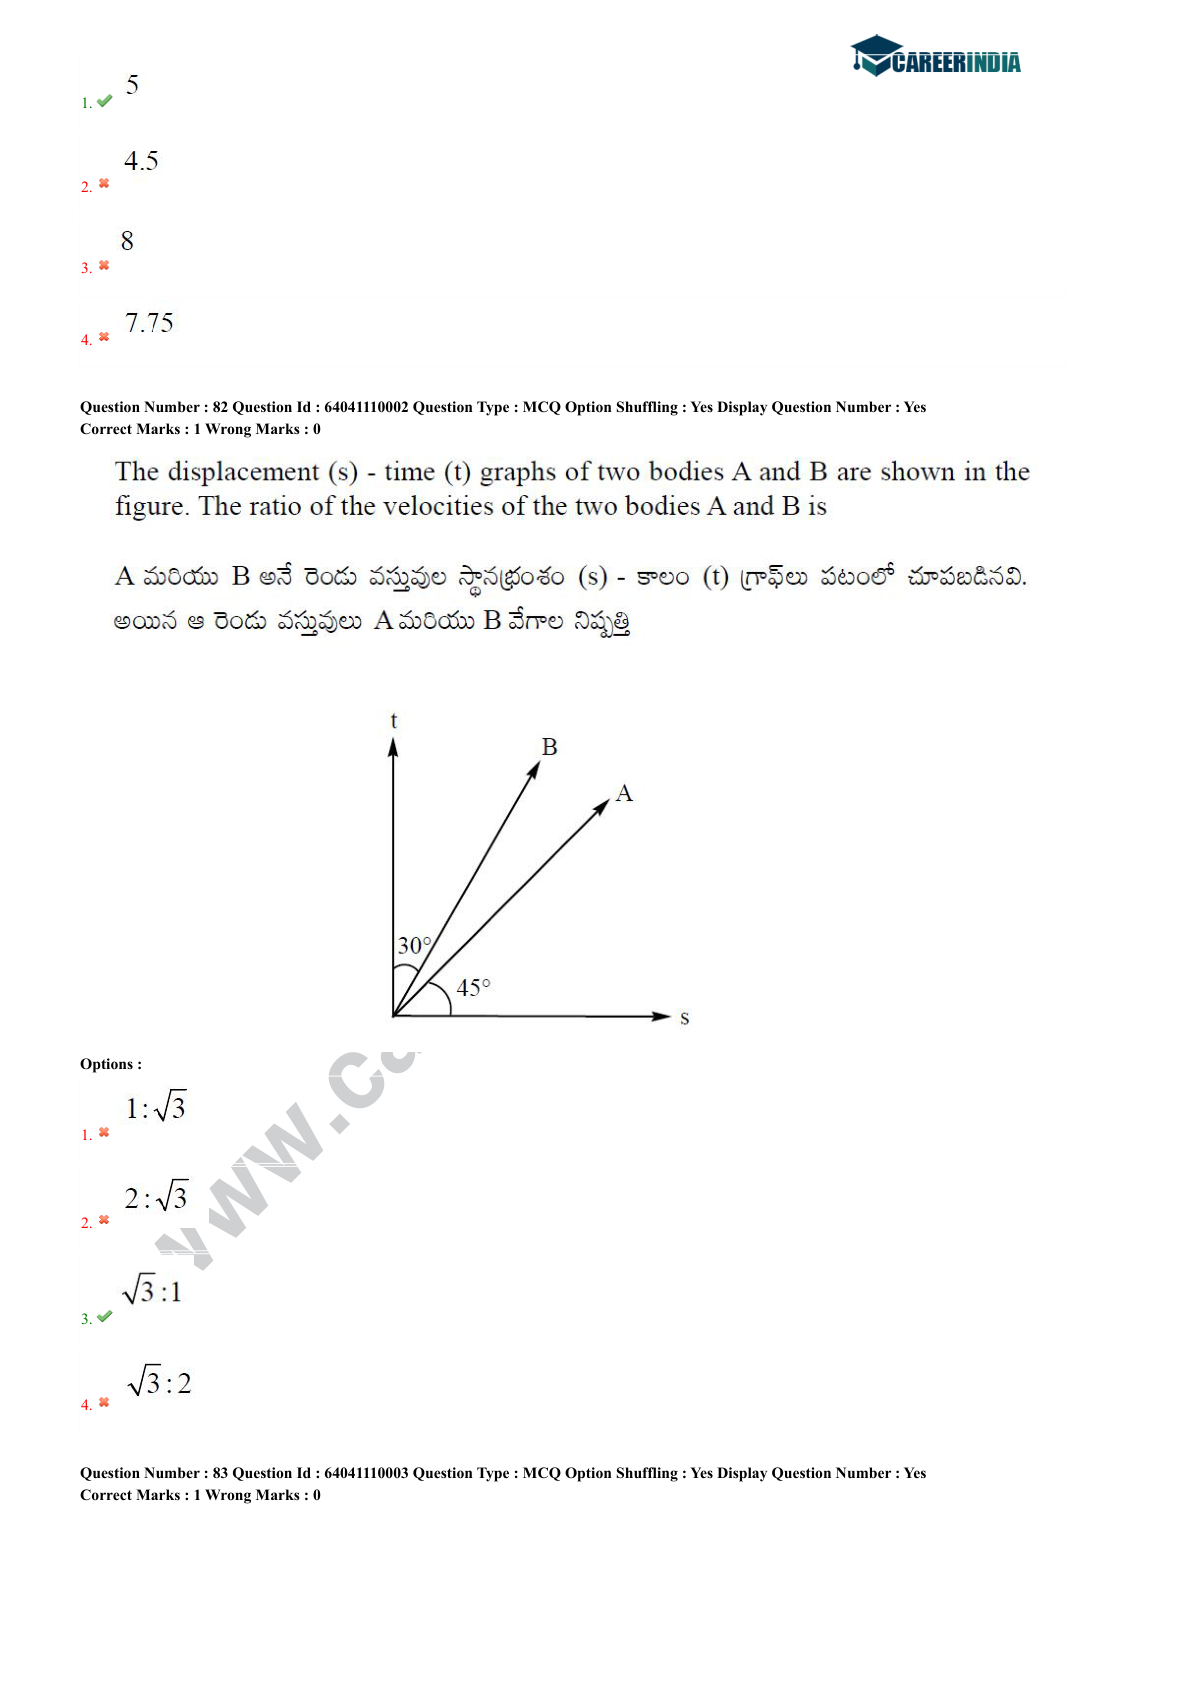 CAREERINDIA
5
1.
4.5
2.
8
3.
7.75
4.
Question Number : 82 Question Id : 64041110002 Question Type : MCQ Option Shuffling : Yes Display Question Number : Yes
Correct Marks : 1 Wrong Marks : 0
The displacement (s) - time (t) graphs of two bodies A and B are shown in the
figure. The ratio of the velocities of the two bodies A and B is
A మరియు B అనే రెండు వస్తువుల స్థానభ్రంశం (s) - కాలం (t) గ్రాఫ్‌లు పటంలో చూపబడినవి.
అయిన ఆ రెండు వస్తువులు A మరియు B వేగాల నిష్పత్తి
t
B
A
30°
45°
s
Options :
1:√3
1.
2:√3
2.
√3:1
3.
√3:2
4.
Question Number : 83 Question Id : 64041110003 Question Type : MCQ Option Shuffling : Yes Display Question Number : Yes
Correct Marks : 1 Wrong Marks : 0